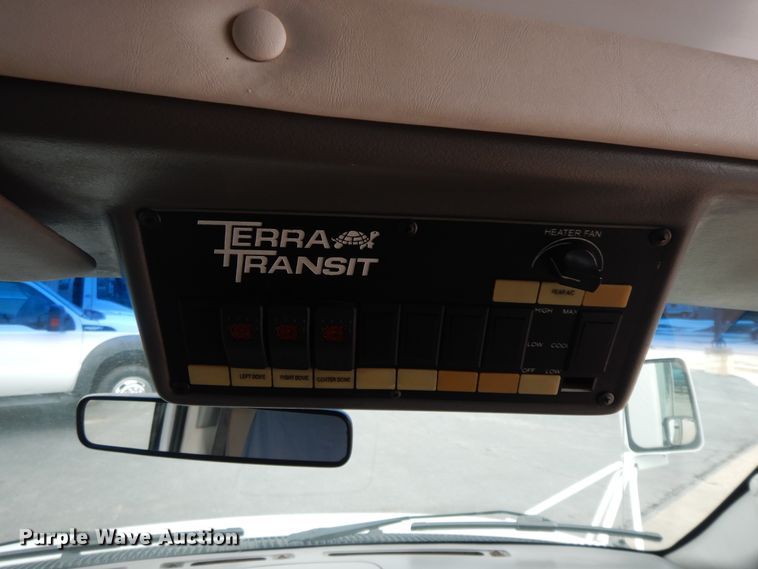 TERRA
TRANSIT
HEATER FAN
REAR A/C
HIGH MAX
LOW COOL
OFF LOW
LEFT DOME RIGHT DOME CENTER DOME
Purple Wave Auction